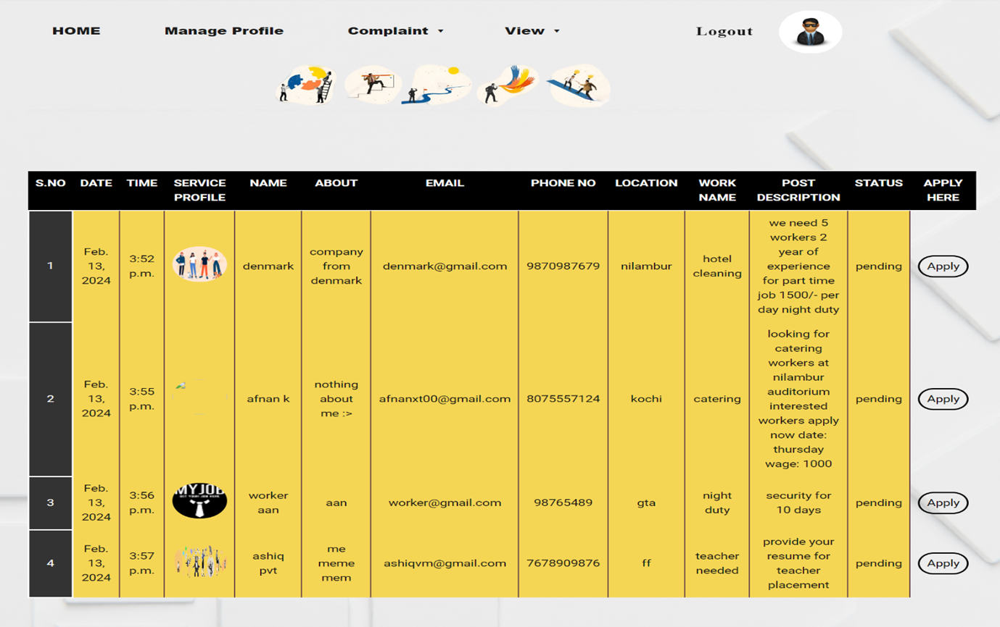 HOME Manage Profile Complaint View Logout
S.NO DATE TIME SERVICE PROFILE NAME ABOUT EMAIL PHONE NO LOCATION WORK NAME POST DESCRIPTION STATUS APPLY HERE
1 Feb. 13, 2024 3:52 p.m. denmark company from denmark denmark@gmail.com 9870987679 nilambur hotel cleaning we need 5 workers 2 year of experience for part time job 1500/- per day night duty pending Apply
2 Feb. 13, 2024 3:55 p.m. afnan k nothing about me :> afnanxt00@gmail.com 8075557124 kochi catering looking for catering workers at nilambur auditorium interested workers apply now date: thursday wage: 1000 pending Apply
3 Feb. 13, 2024 3:56 p.m. MYJOB worker aan aan worker@gmail.com 98765489 gta night duty security for 10 days pending Apply
4 Feb. 13, 2024 3:57 p.m. ashiq pvt me meme mem ashiqvm@gmail.com 7678909876 ff teacher needed provide your resume for teacher placement pending Apply